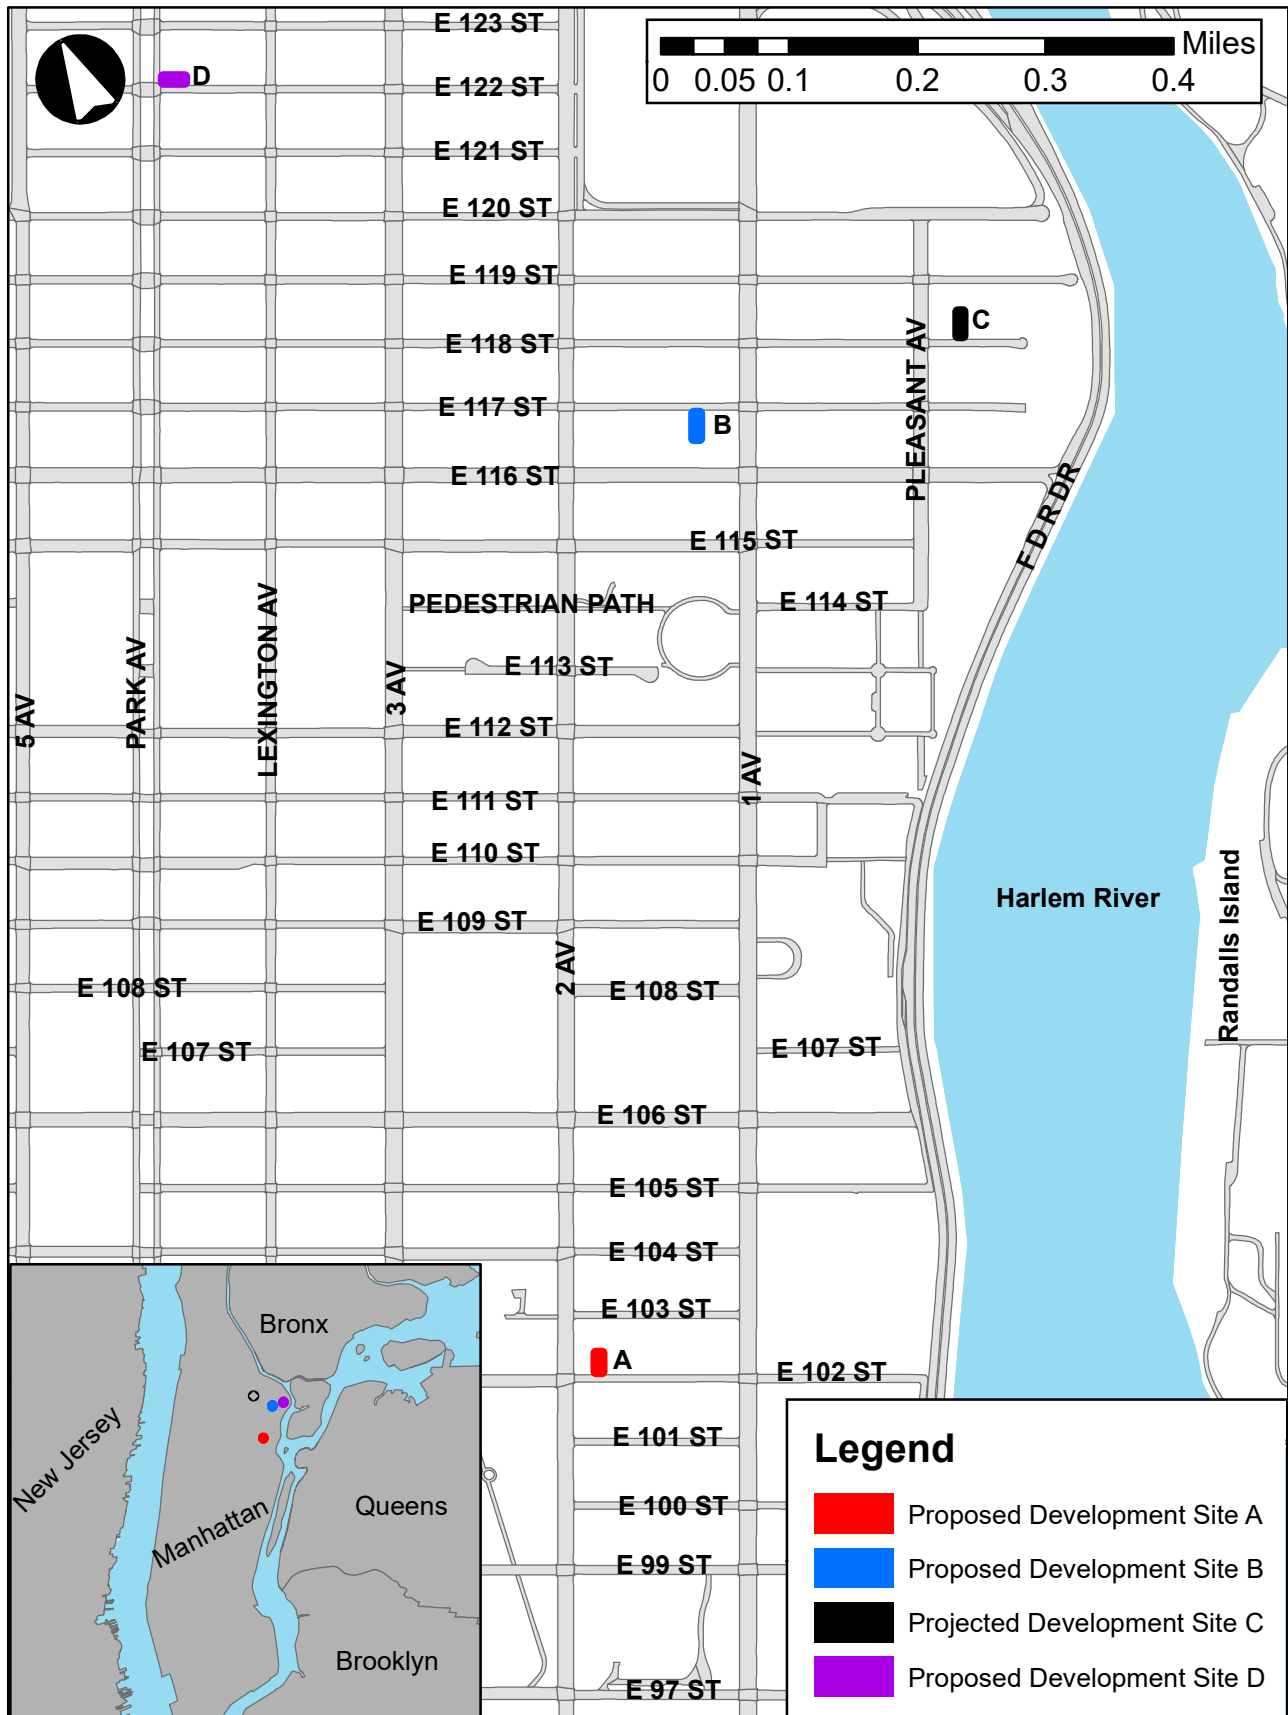 E 123 ST
Miles
0 0.05 0.1 0.2 0.3 0.4
D
E 122 ST
E 121 ST
E 120 ST
E 119 ST
C
E 118 ST
PLEASANT AV
E 117 ST
B
E 116 ST
F D R DR
E 115 ST
LEXINGTON AV
PEDESTRIAN PATH
E 114 ST
PARK AV
3 AV
E 113 ST
5 AV
E 112 ST
1 AV
E 111 ST
E 110 ST
Harlem River
Randalls Island
E 109 ST
2 AV
E 108 ST
E 108 ST
E 107 ST
E 107 ST
E 106 ST
E 105 ST
E 104 ST
E 103 ST
A
E 102 ST
E 101 ST
E 100 ST
E 99 ST
E 97 ST
Bronx
New Jersey
Manhattan
Queens
Brooklyn
Legend
Proposed Development Site A
Proposed Development Site B
Projected Development Site C
Proposed Development Site D